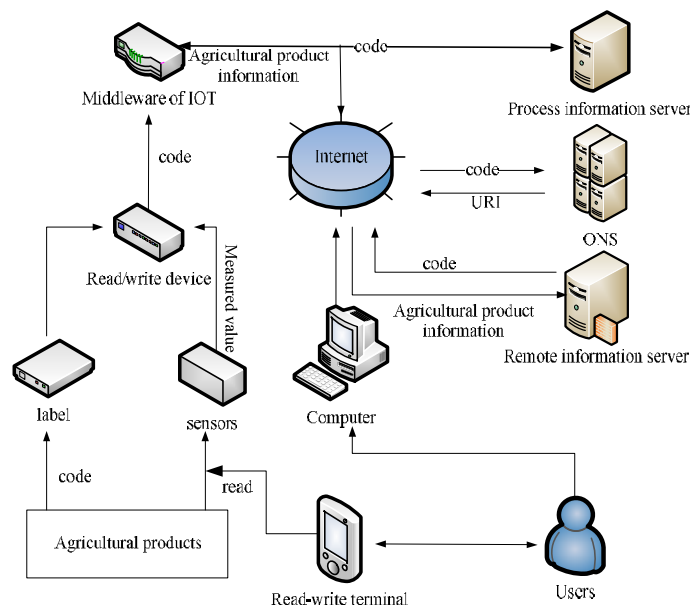 Agricultural product
information
code
Middleware of IOT
Process information server
code
Internet
code
URI
ONS
Read/write device
Measured value
code
Agricultural product
information
Remote information server
label
sensors
Computer
code
read
Agricultural products
Read-write terminal
Users